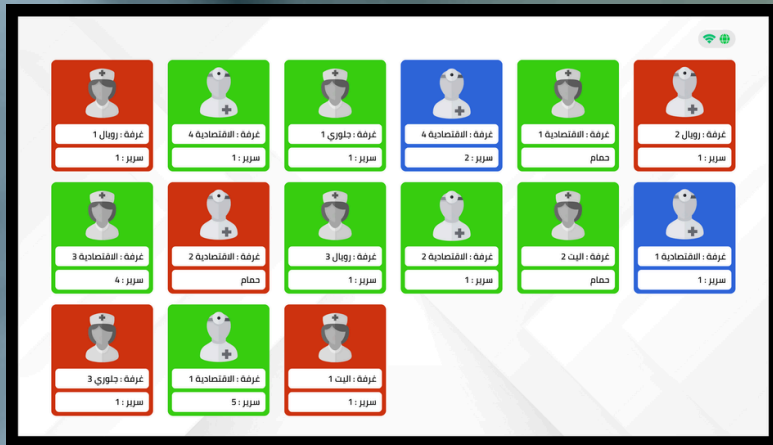 غرفة : رويال 2
سرير : 1
غرفة : الاقتصادية 1
حمام
غرفة : الاقتصادية 4
سرير : 2
غرفة : جلوري 1
سرير : 1
غرفة : الاقتصادية 4
سرير : 1
غرفة : رويال 1
سرير : 1
غرفة : الاقتصادية 1
سرير : 1
غرفة : اليت 2
حمام
غرفة : الاقتصادية 2
سرير : 1
غرفة : رويال 3
سرير : 1
غرفة : الاقتصادية 2
حمام
غرفة : الاقتصادية 3
سرير : 4
غرفة : اليت 1
سرير : 1
غرفة : الاقتصادية 1
سرير : 5
غرفة : جلوري 3
سرير : 1